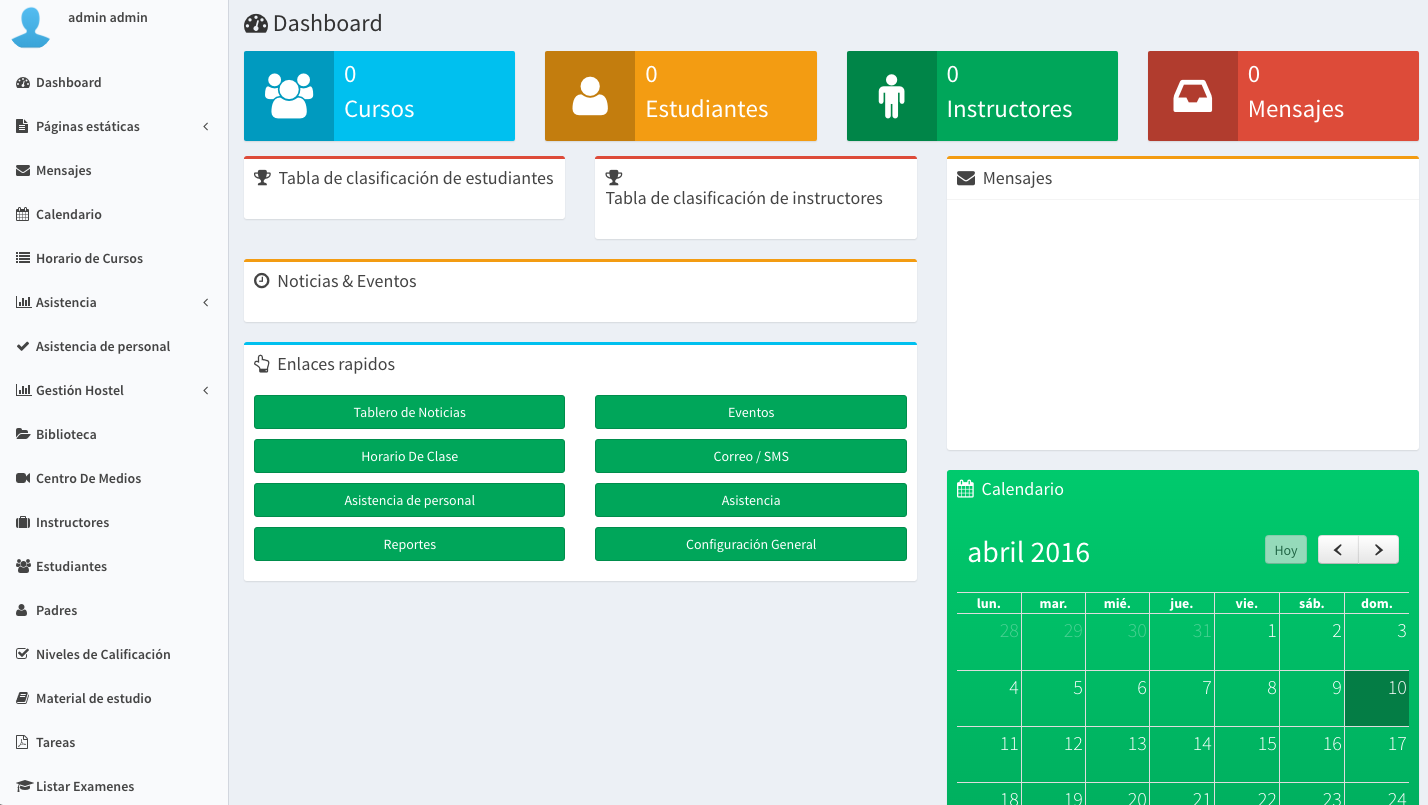 admin admin
Dashboard
Páginas estáticas
Mensajes
Calendario
Horario de Cursos
Asistencia
Asistencia de personal
Gestión Hostel
Biblioteca
Centro De Medios
Instructores
Estudiantes
Padres
Niveles de Calificación
Material de estudio
Tareas
Listar Examenes
Dashboard
0
Cursos
0
Estudiantes
0
Instructores
0
Mensajes
Tabla de clasificación de estudiantes
Tabla de clasificación de instructores
Noticias & Eventos
Enlaces rapidos
Tablero de Noticias
Eventos
Horario De Clase
Correo / SMS
Asistencia de personal
Asistencia
Reportes
Configuración General
Mensajes
Calendario
abril 2016
Hoy
lun. mar. mié. jue. vie. sáb. dom.
28 29 30 31 1 2 3
4 5 6 7 8 9 10
11 12 13 14 15 16 17
18 19 20 21 22 23 24